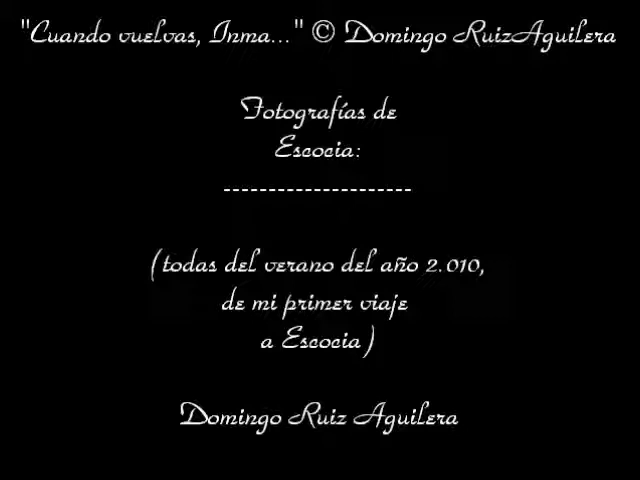 "Cuando vuelvas, Inma..." © Domingo RuizAguilera
Fotografías de
Escocia:
---------------------
(todas del verano del año 2.010,
de mi primer viaje
a Escocia)
Domingo Ruiz Aguilera